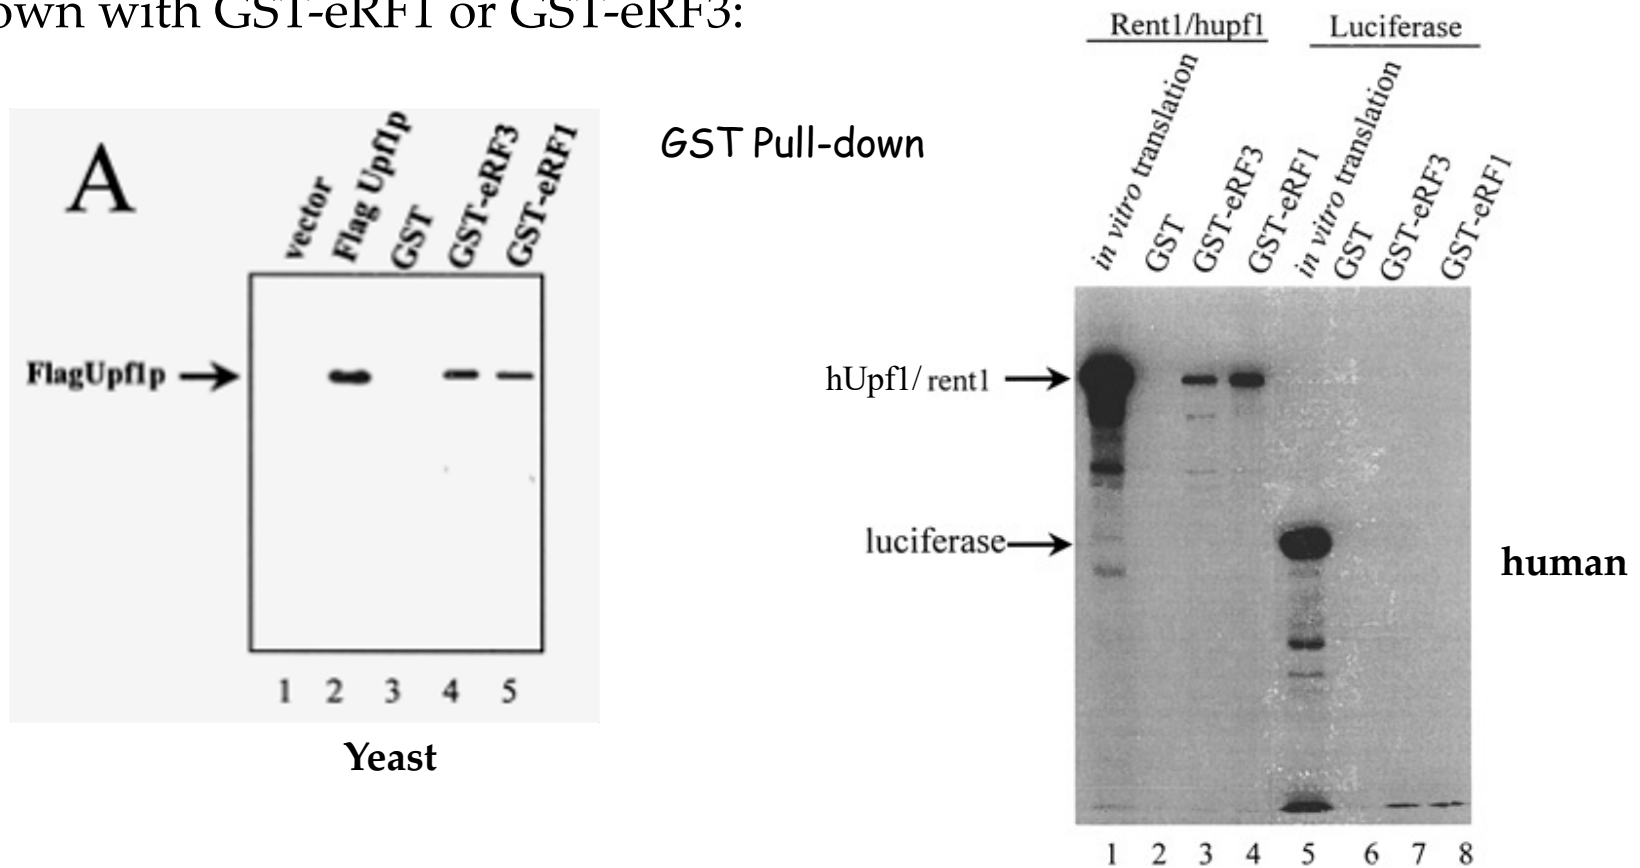 own with GST-eRF1 or GST-eRF3:
A
vector
Flag Upf1p
GST
GST-eRF3
GST-eRF1
FlagUpf1p
1 2 3 4 5
Yeast
GST Pull-down
Rent1/hupf1
Luciferase
in vitro translation
GST
GST-eRF3
GST-eRF1
in vitro translation
GST
GST-eRF3
GST-eRF1
hUpf1/ rent1
luciferase
human
1 2 3 4 5 6 7 8